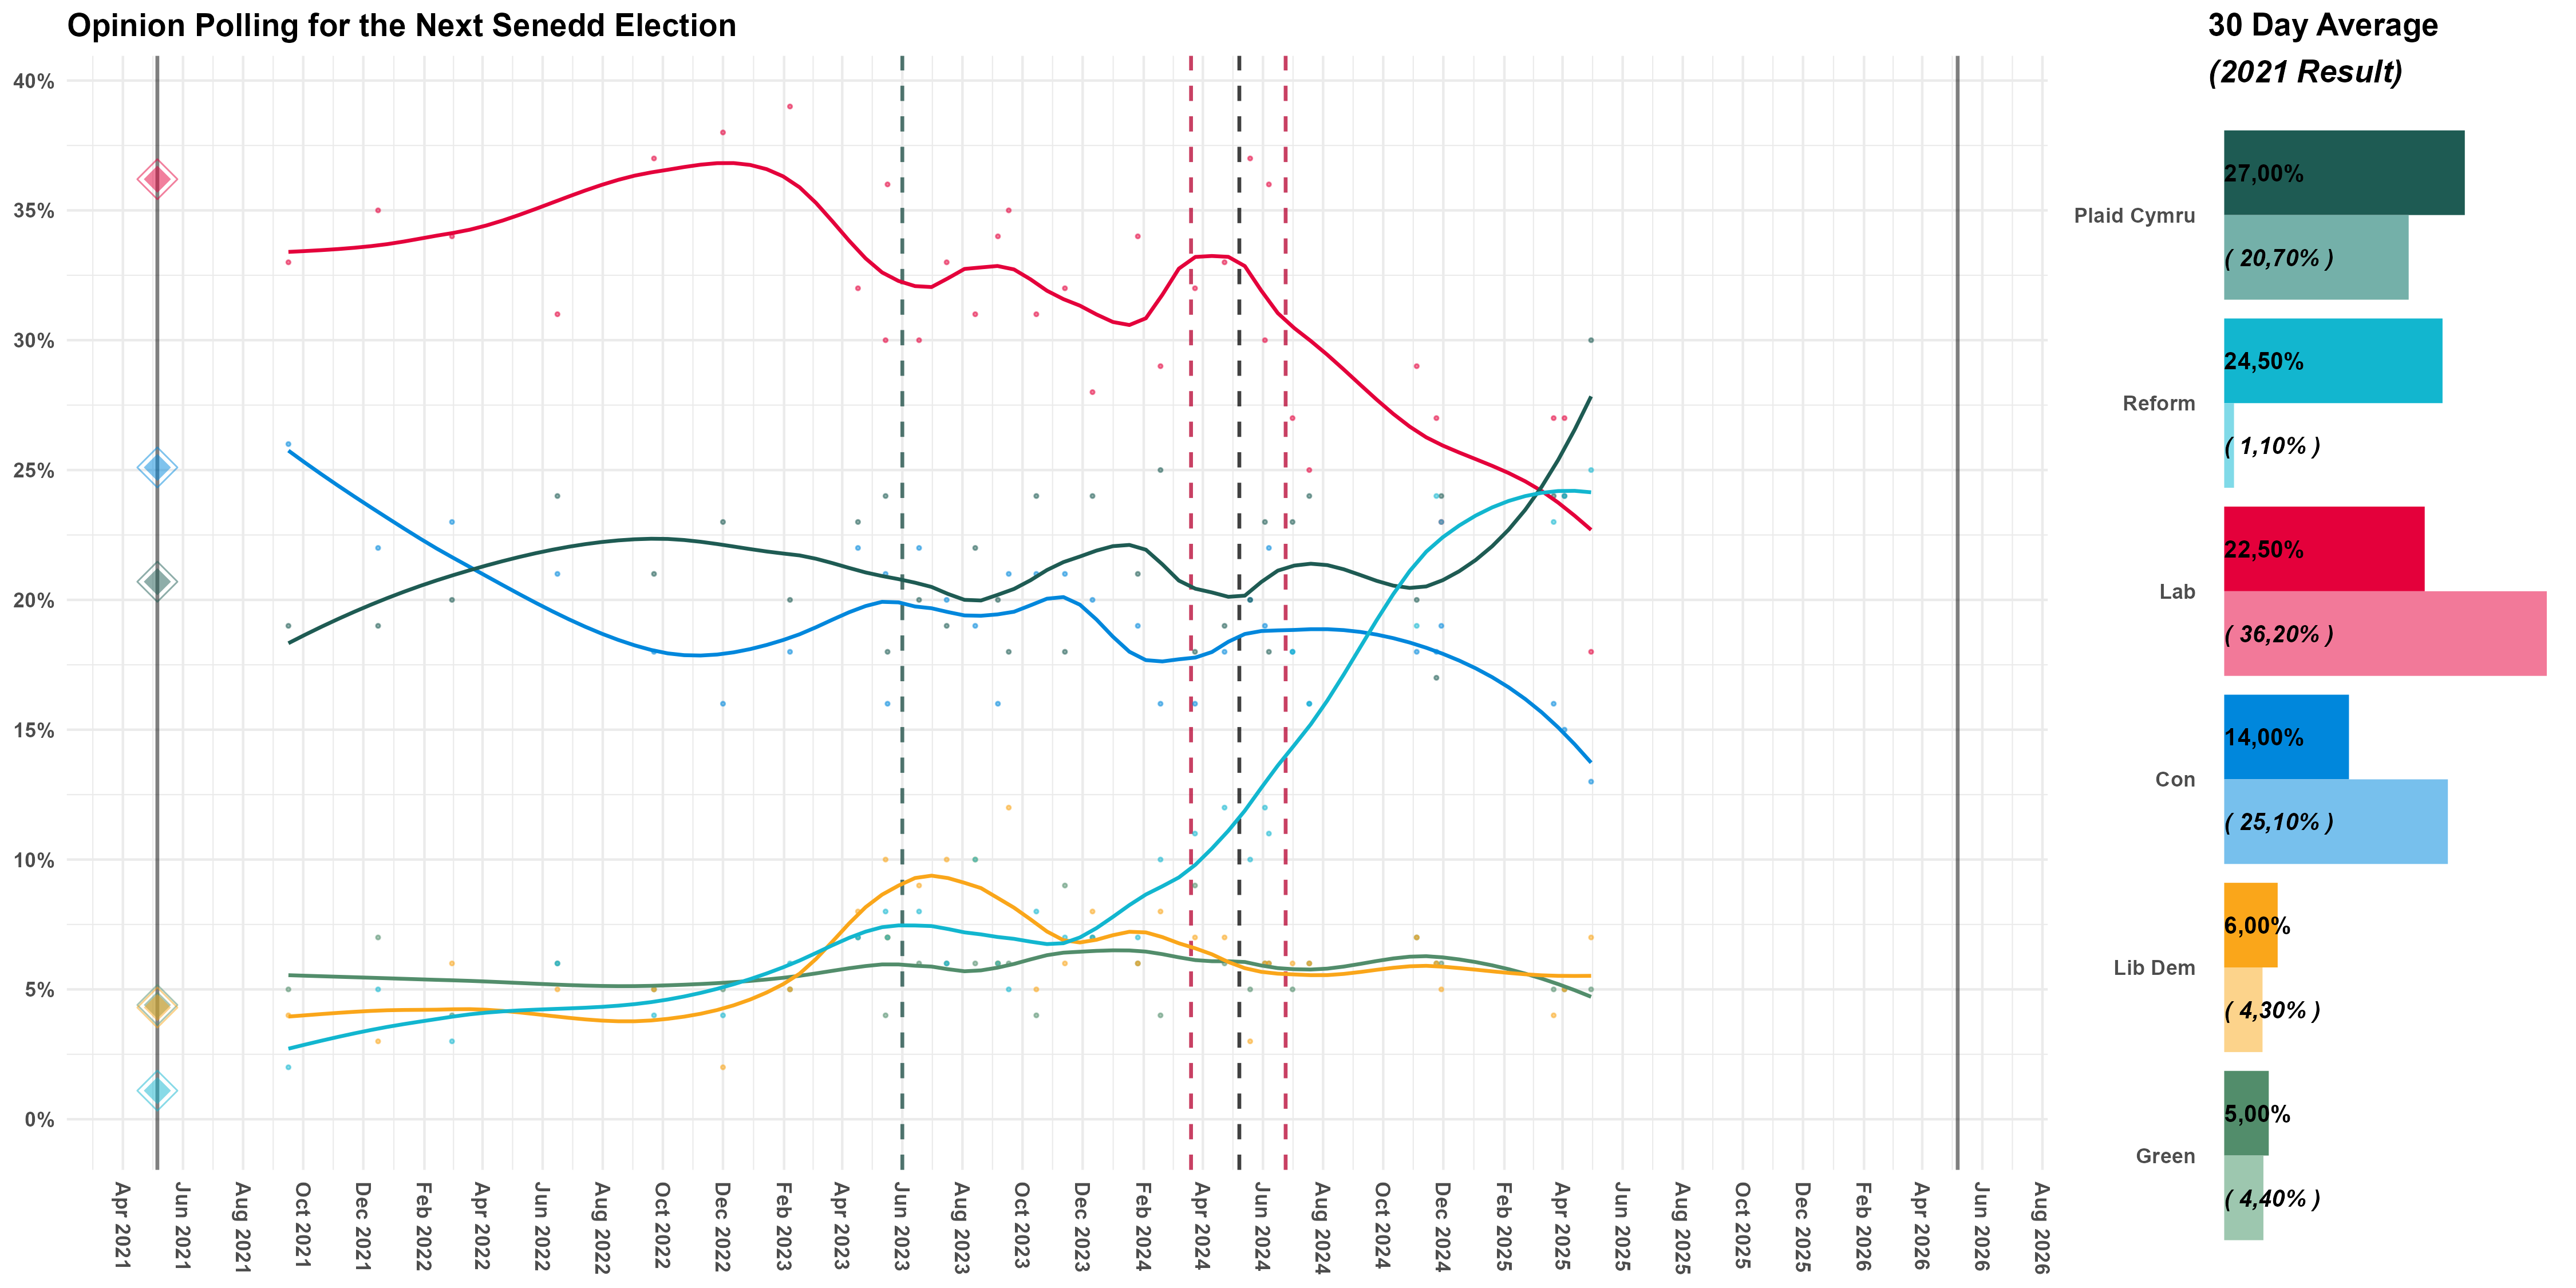 Opinion Polling for the Next Senedd Election
30 Day Average
(2021 Result)
40%
35%
30%
25%
20%
15%
10%
5%
0%
Apr 2021
Jun 2021
Aug 2021
Oct 2021
Dec 2021
Feb 2022
Apr 2022
Jun 2022
Aug 2022
Oct 2022
Dec 2022
Feb 2023
Apr 2023
Jun 2023
Aug 2023
Oct 2023
Dec 2023
Feb 2024
Apr 2024
Jun 2024
Aug 2024
Oct 2024
Dec 2024
Feb 2025
Apr 2025
Jun 2025
Aug 2025
Oct 2025
Dec 2025
Feb 2026
Apr 2026
Jun 2026
Aug 2026
Plaid Cymru
27,00%
( 20,70% )
Reform
24,50%
( 1,10% )
Lab
22,50%
( 36,20% )
Con
14,00%
( 25,10% )
Lib Dem
6,00%
( 4,30% )
Green
5,00%
( 4,40% )